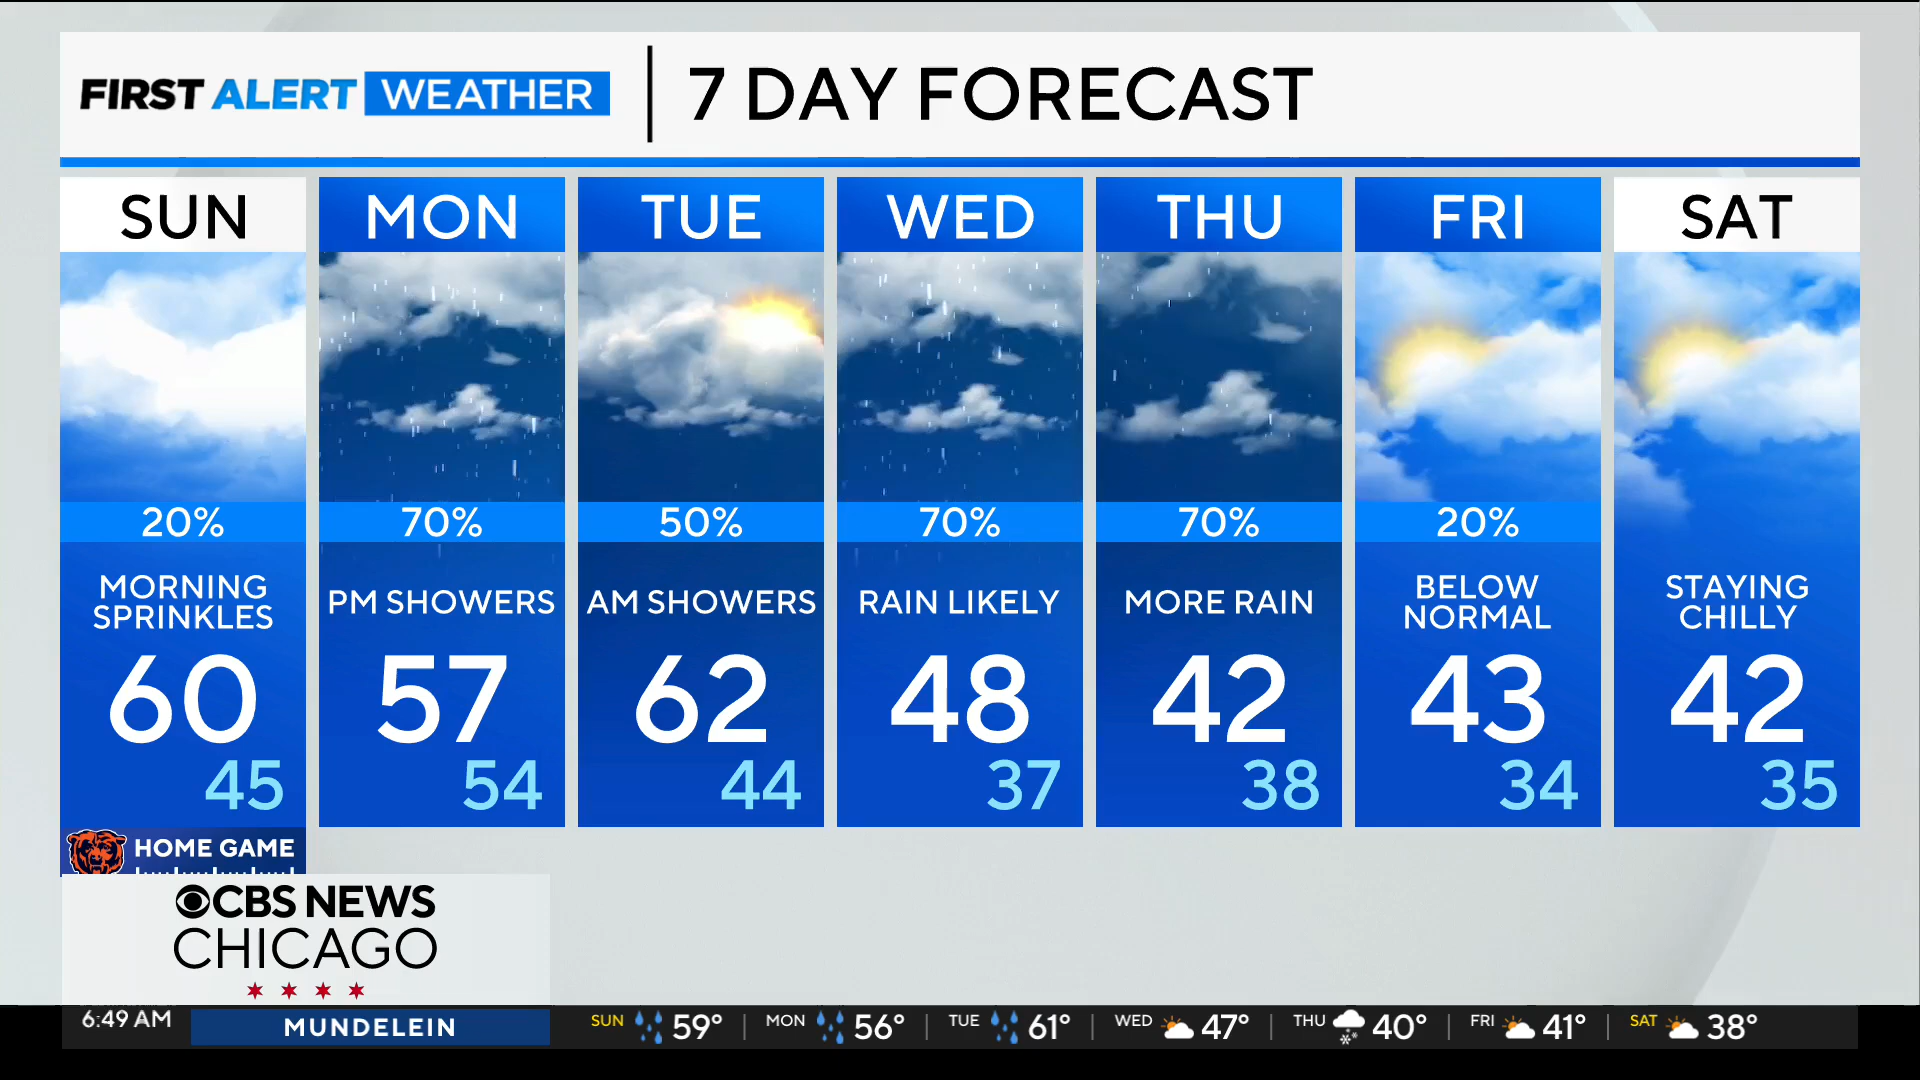 FIRST ALERT WEATHER
7 DAY FORECAST
SUN
20%
MORNING
SPRINKLES
60
45
HOME GAME
MON
70%
PM SHOWERS
57
54
TUE
50%
AM SHOWERS
62
44
WED
70%
RAIN LIKELY
48
37
THU
70%
MORE RAIN
42
38
FRI
20%
BELOW
NORMAL
43
34
SAT
STAYING
CHILLY
42
35
CBS NEWS
CHICAGO
6:49 AM
MUNDELEIN
SUN 59° | MON 56° | TUE 61° | WED 47° | THU 40° | FRI 41° | SAT 38°